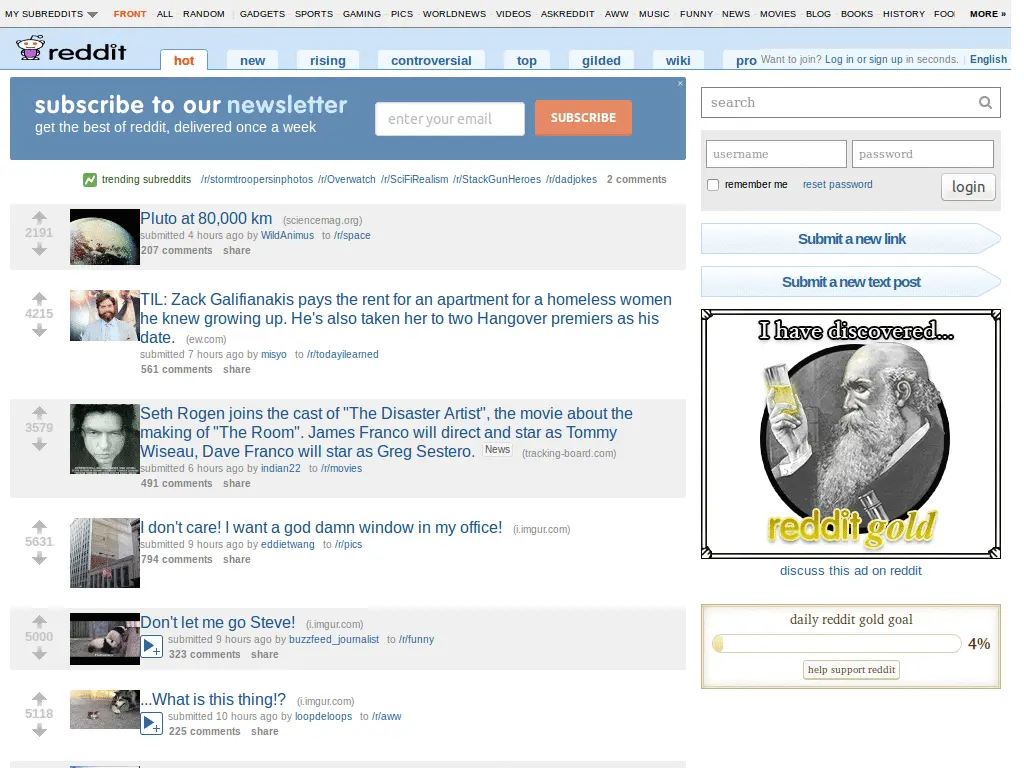 MY SUBREDDITS FRONT ALL RANDOM | GADGETS SPORTS GAMING PICS WORLDNEWS VIDEOS ASKREDDIT AWW MUSIC FUNNY NEWS MOVIES BLOG BOOKS HISTORY MORE »
reddit hot new rising controversial top gilded wiki Want to join? Log in or sign up in seconds. | English
subscribe to our newsletter
get the best of reddit, delivered once a week
enter your email
SUBSCRIBE
×
trending subreddits /r/stormtroopersinphotos /r/Overwatch /r/SciFiRealism /r/StackGunHeroes /r/dadjokes 2 comments
2191
Pluto at 80,000 km (sciencemag.org)
submitted 4 hours ago by WildAnimus to /r/space
207 comments share
4215
TIL: Zack Galifianakis pays the rent for an apartment for a homeless women
he knew growing up. He's also taken her to two Hangover premiers as his
date. (ew.com)
submitted 7 hours ago by misyo to /r/todayilearned
561 comments share
3579
Seth Rogen joins the cast of "The Disaster Artist", the movie about the
making of "The Room". James Franco will direct and star as Tommy
Wiseau, Dave Franco will star as Greg Sestero. News (tracking-board.com)
submitted 6 hours ago by indian22 to /r/movies
491 comments share
5631
I don't care! I want a god damn window in my office! (i.imgur.com)
submitted 9 hours ago by eddietwang to /r/pics
794 comments share
5000
Don't let me go Steve! (i.imgur.com)
submitted 9 hours ago by buzzfeed_journalist to /r/funny
323 comments share
5118
...What is this thing!? (i.imgur.com)
submitted 10 hours ago by loopdeloops to /r/aww
225 comments share
search
username password
remember me reset password login
Submit a new link
Submit a new text post
I have discovered...
reddit gold
discuss this ad on reddit
daily reddit gold goal
4%
help support reddit